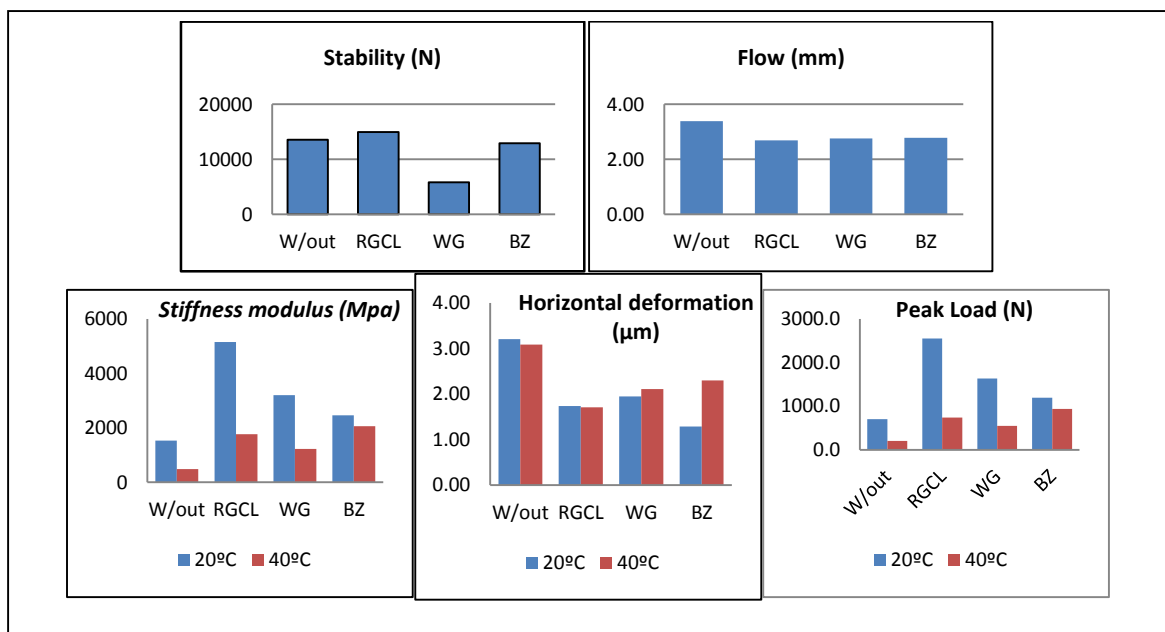 Stability (N)
20000
10000
0
W/out RGCL WG BZ
Flow (mm)
4.00
2.00
0.00
W/out RGCL WG BZ
Stiffness modulus (Mpa)
6000
4000
2000
0
W/out RGCL WG BZ
20ºC 40ºC
Horizontal deformation
(µm)
4.00
3.00
2.00
1.00
0.00
W/out RGCL WG BZ
20ºC 40ºC
Peak Load (N)
3000.0
2000.0
1000.0
0.0
W/out RGCL WG BZ
20ºC 40ºC